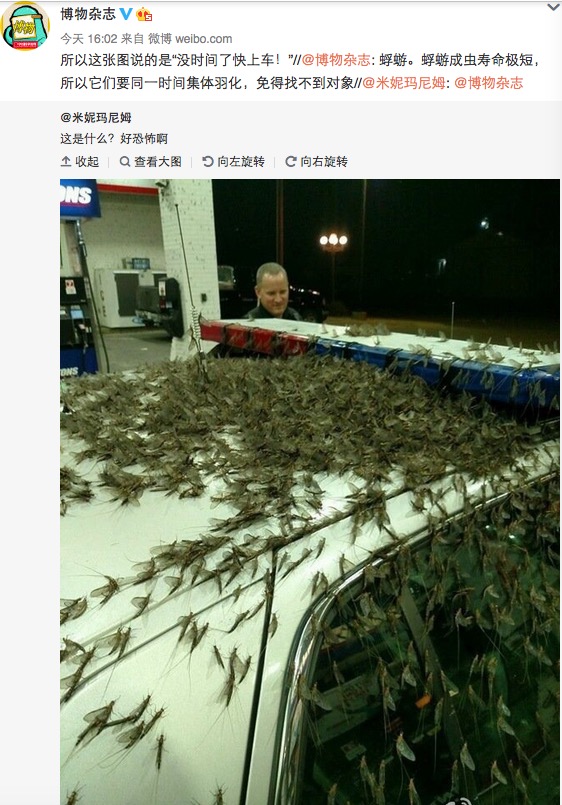 博物杂志
今天 16:02 来自 微博 weibo.com
所以这张图说的是“没时间了快上车！”//@博物杂志: 蜉蝣。蜉蝣成虫寿命极短，
所以它们要同一时间集体羽化，免得找不到对象//@米妮玛尼姆: @博物杂志
@米妮玛尼姆
这是什么？好恐怖啊
收起 查看大图 向左旋转 向右旋转
ONS
ONS